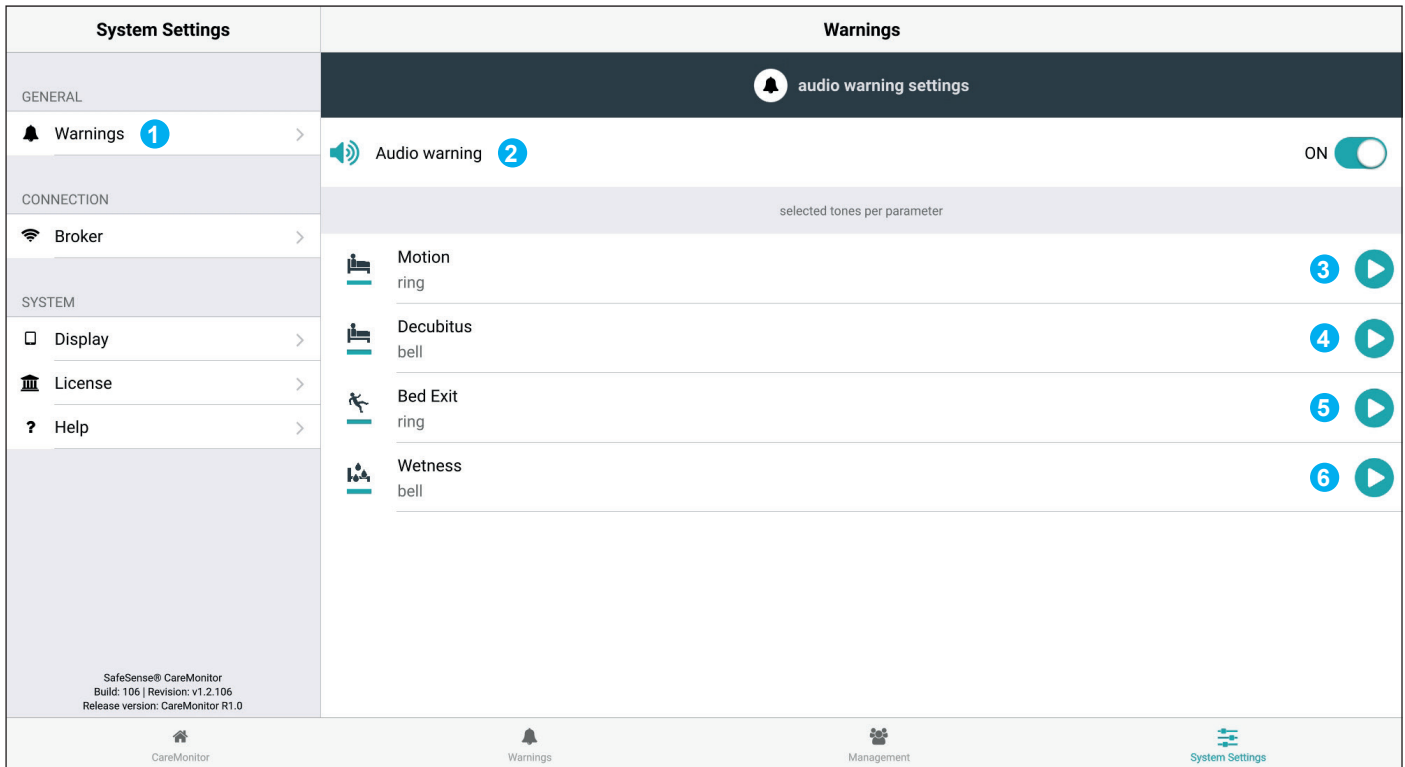 System Settings
Warnings
GENERAL
Warnings 1
CONNECTION
Broker
SYSTEM
Display
License
? Help
SafeSense® CareMonitor
Build: 106 | Revision: v1.2.106
Release version: CareMonitor R1.0
audio warning settings
Audio warning 2 ON
selected tones per parameter
Motion
ring
3
Decubitus
bell
4
Bed Exit
ring
5
Wetness
bell
6
CareMonitor
Warnings
Management
System Settings